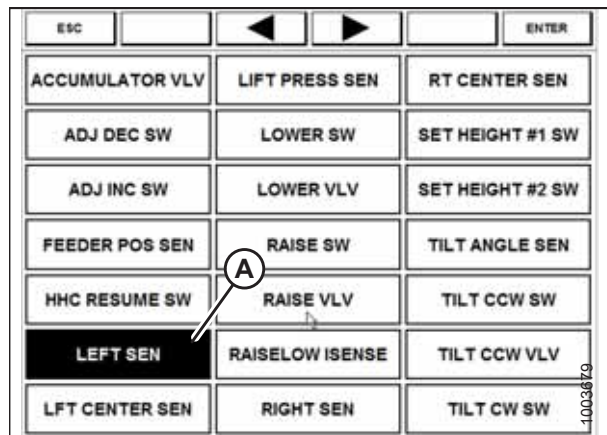 ESC ENTER
ACCUMULATOR VLV LIFT PRESS SEN RT CENTER SEN
ADJ DEC SW LOWER SW SET HEIGHT #1 SW
ADJ INC SW LOWER VLV SET HEIGHT #2 SW
FEEDER POS SEN RAISE SW TILT ANGLE SEN
A
HHC RESUME SW RAISE VLV TILT CCW SW
LEFT SEN RAISELOW ISENSE TILT CCW VLV
LFT CENTER SEN RIGHT SEN TILT CW SW
1003679